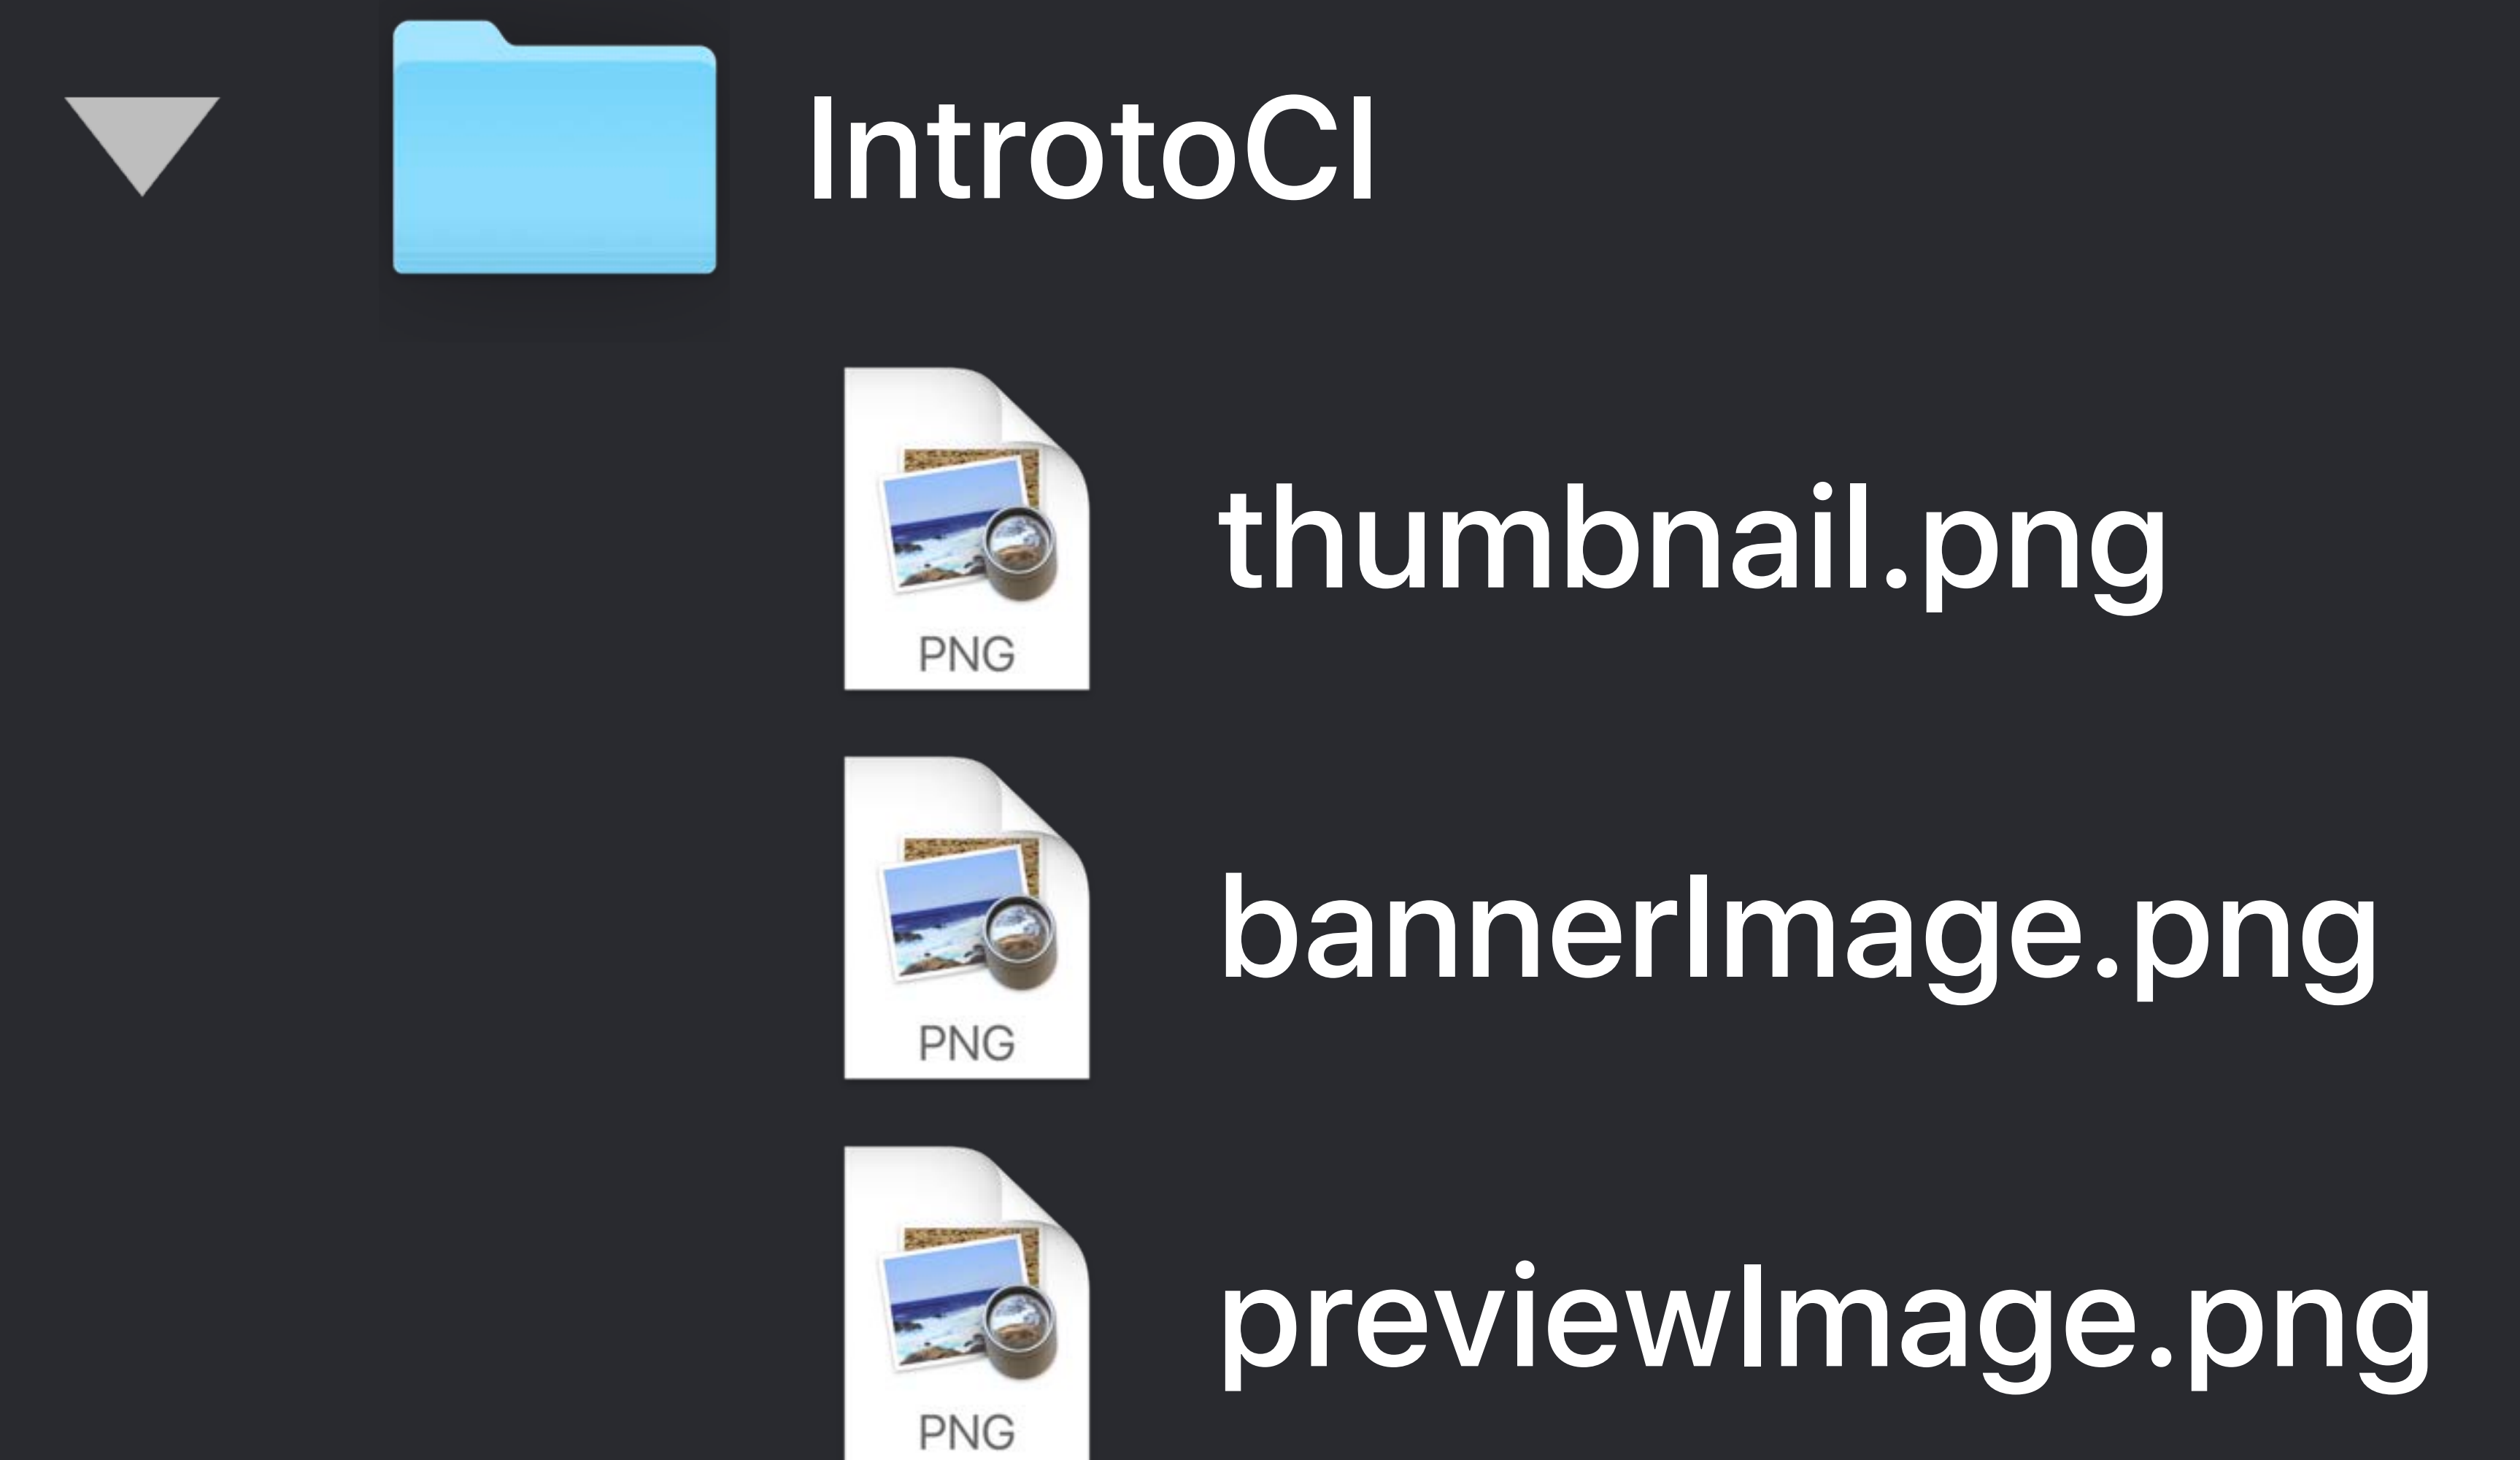 IntrotoCI
PNG
thumbnail.png
PNG
bannerImage.png
PNG
previewImage.png